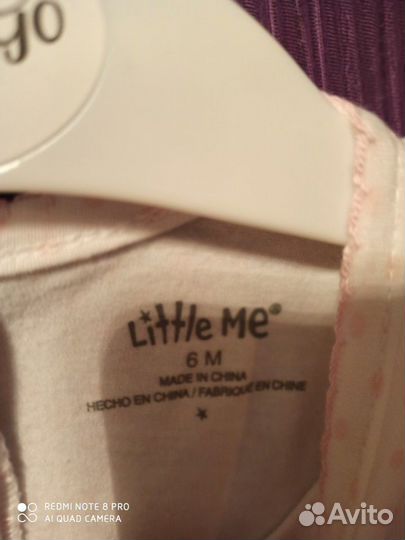 go
Little Me®
6 M
MADE IN CHINA
HECHO EN CHINA / FABRIQUÉ EN CHINE
REDMI NOTE 8 PRO
AI QUAD CAMERA
Avito